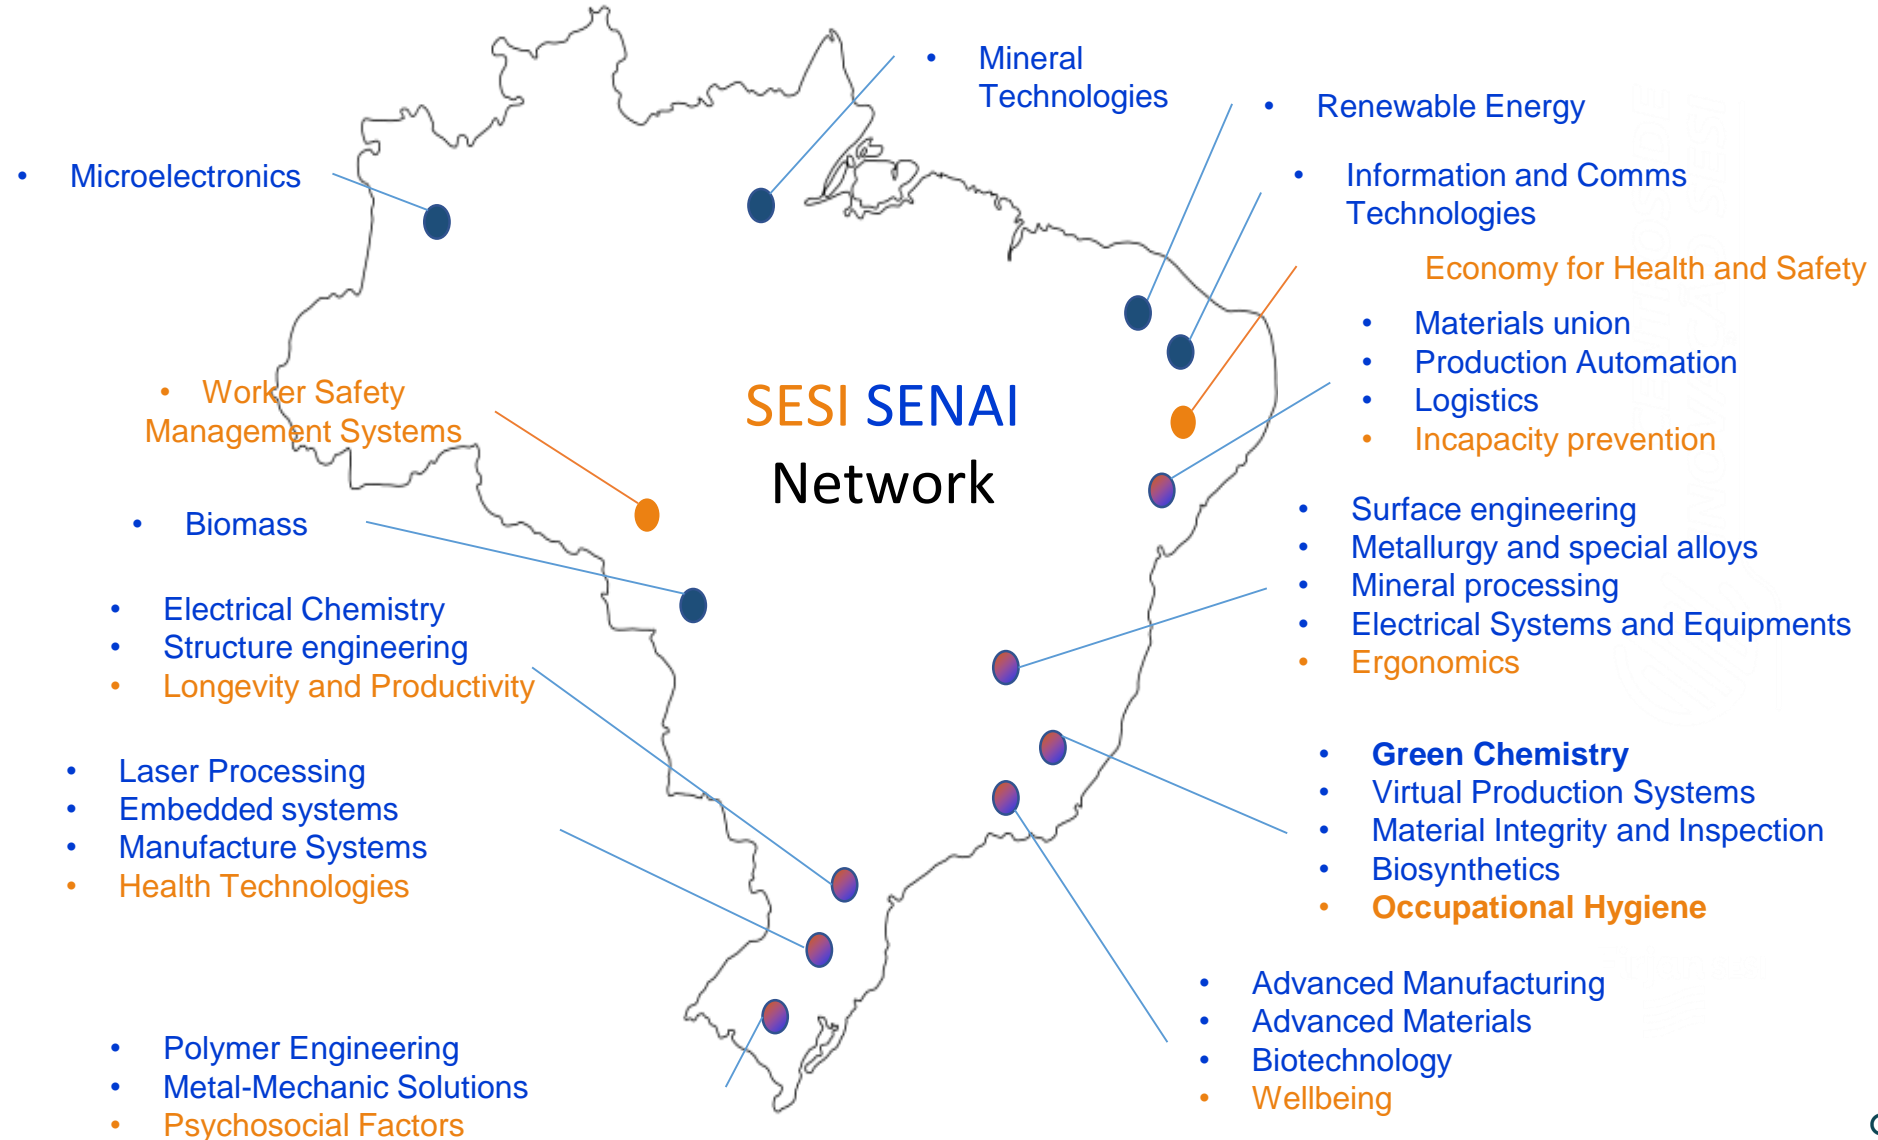 • Mineral
Technologies
• Renewable Energy
• Microelectronics
• Information and Comms
Technologies
Economy for Health and Safety
• Materials union
• Production Automation
• Logistics
• Incapacity prevention
• Worker Safety
Management Systems
SESI SENAI
Network
• Biomass
• Surface engineering
• Metallurgy and special alloys
• Mineral processing
• Electrical Systems and Equipments
• Ergonomics
• Electrical Chemistry
• Structure engineering
• Longevity and Productivity
• Green Chemistry
• Virtual Production Systems
• Material Integrity and Inspection
• Biosynthetics
• Occupational Hygiene
• Laser Processing
• Embedded systems
• Manufacture Systems
• Health Technologies
• Advanced Manufacturing
• Advanced Materials
• Biotechnology
• Wellbeing
• Polymer Engineering
• Metal-Mechanic Solutions
• Psychosocial Factors